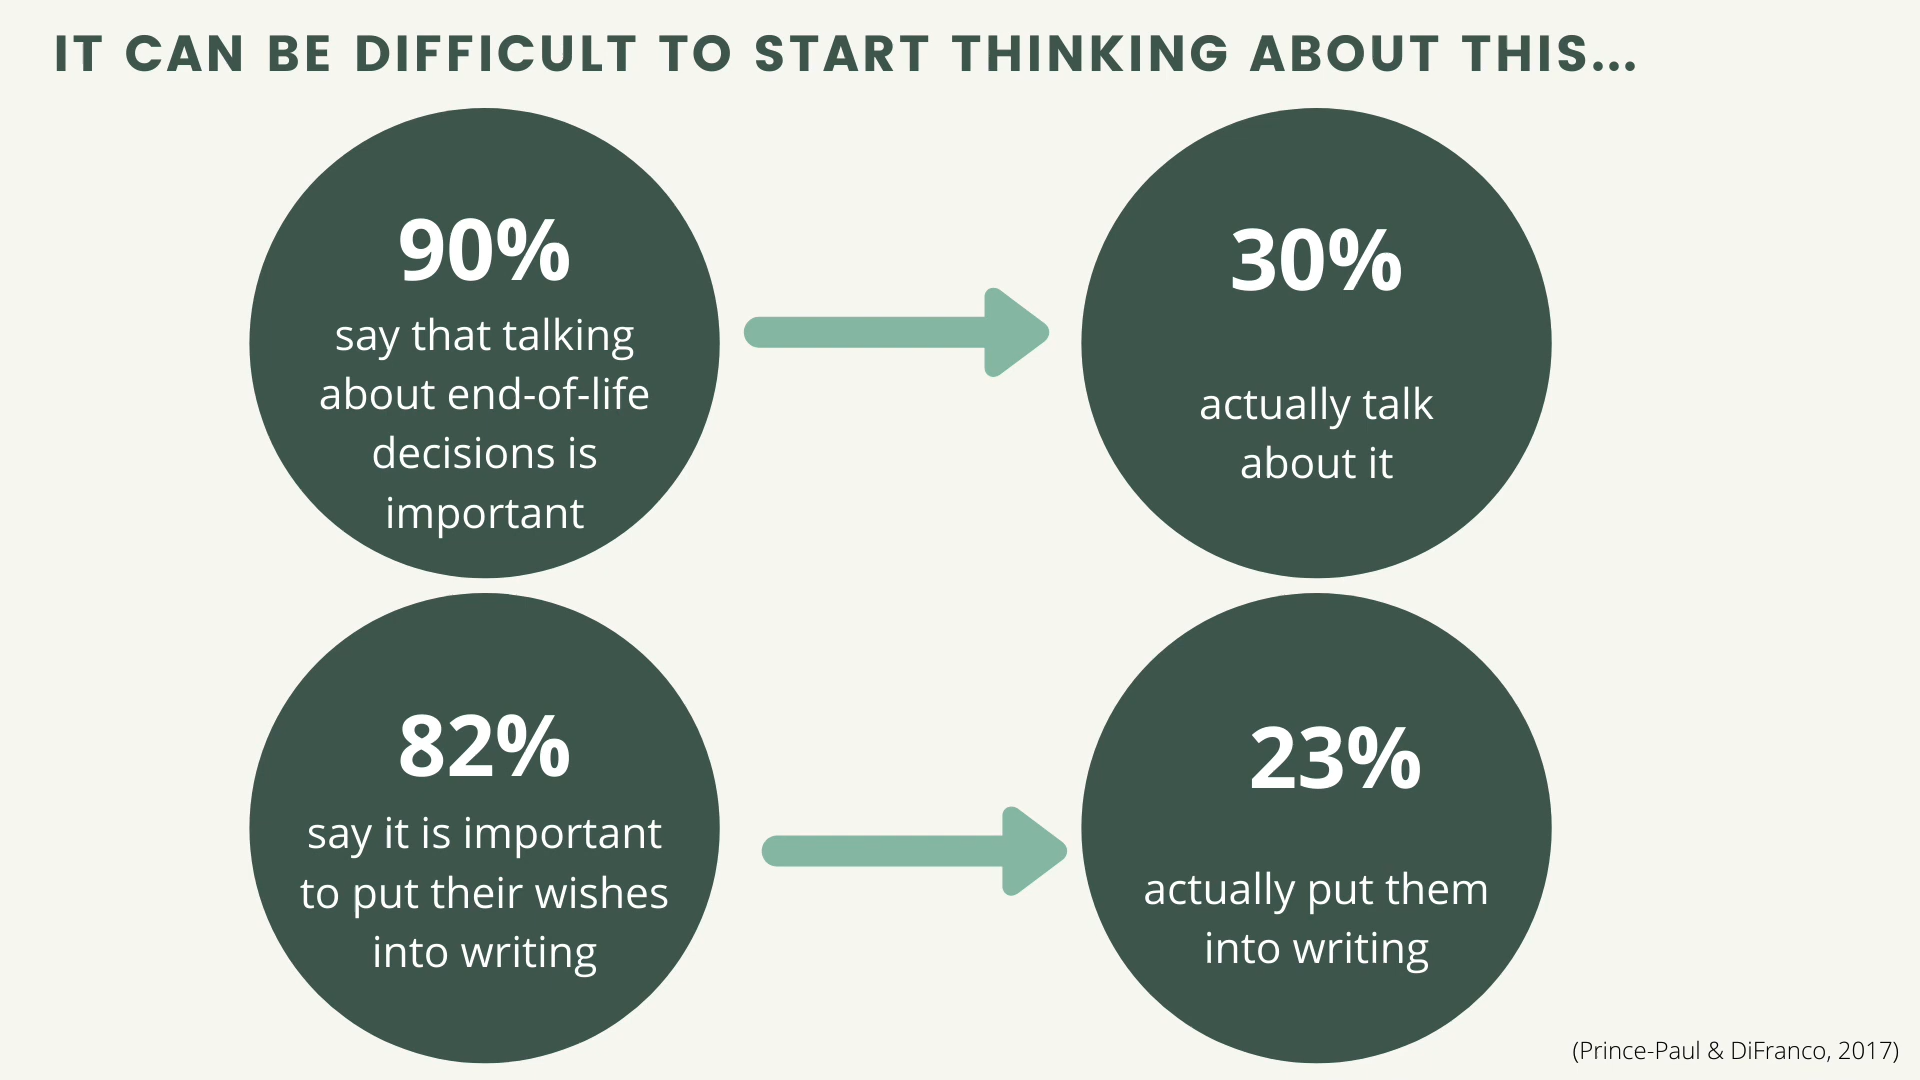 IT CAN BE DIFFICULT TO START THINKING ABOUT THIS...
90%
say that talking
about end-of-life
decisions is
important
30%
actually talk
about it
82%
say it is important
to put their wishes
into writing
23%
actually put them
into writing
(Prince-Paul & DiFranco, 2017)